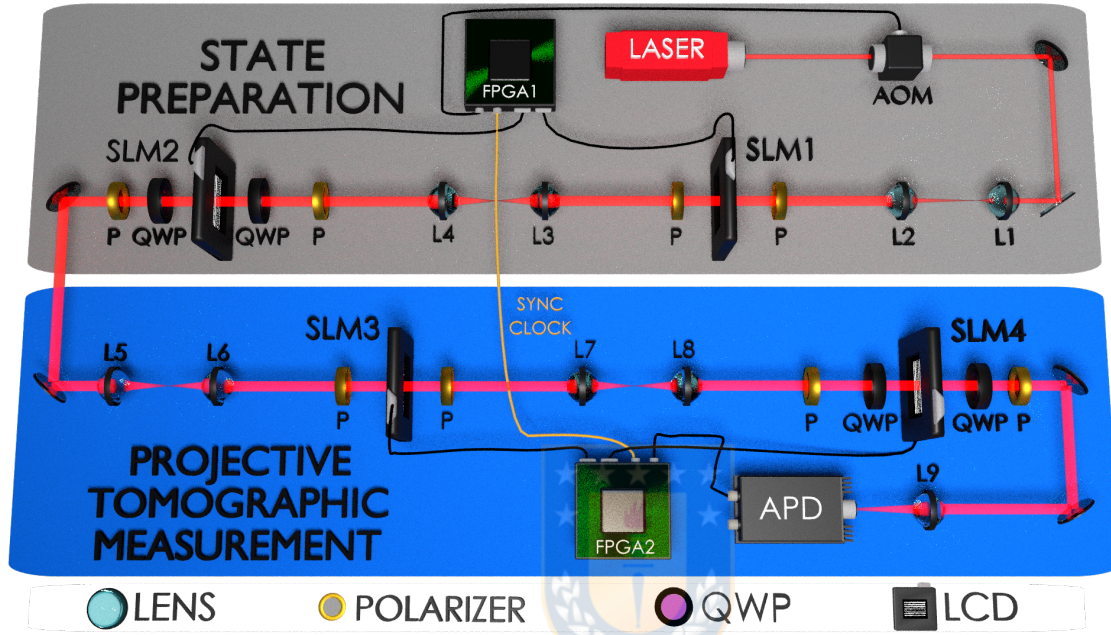 LASER
FPGA1
AOM
STATE
PREPARATION
SLM2
SLM1
P QWP QWP P L4 L3 P P L2 L1
SYNC
CLOCK
SLM3
SLM4
L5 L6 L7 L8
P P P QWP QWP P
L9
PROJECTIVE
TOMOGRAPHIC
MEASUREMENT
FPGA2
APD
LENS POLARIZER QWP LCD